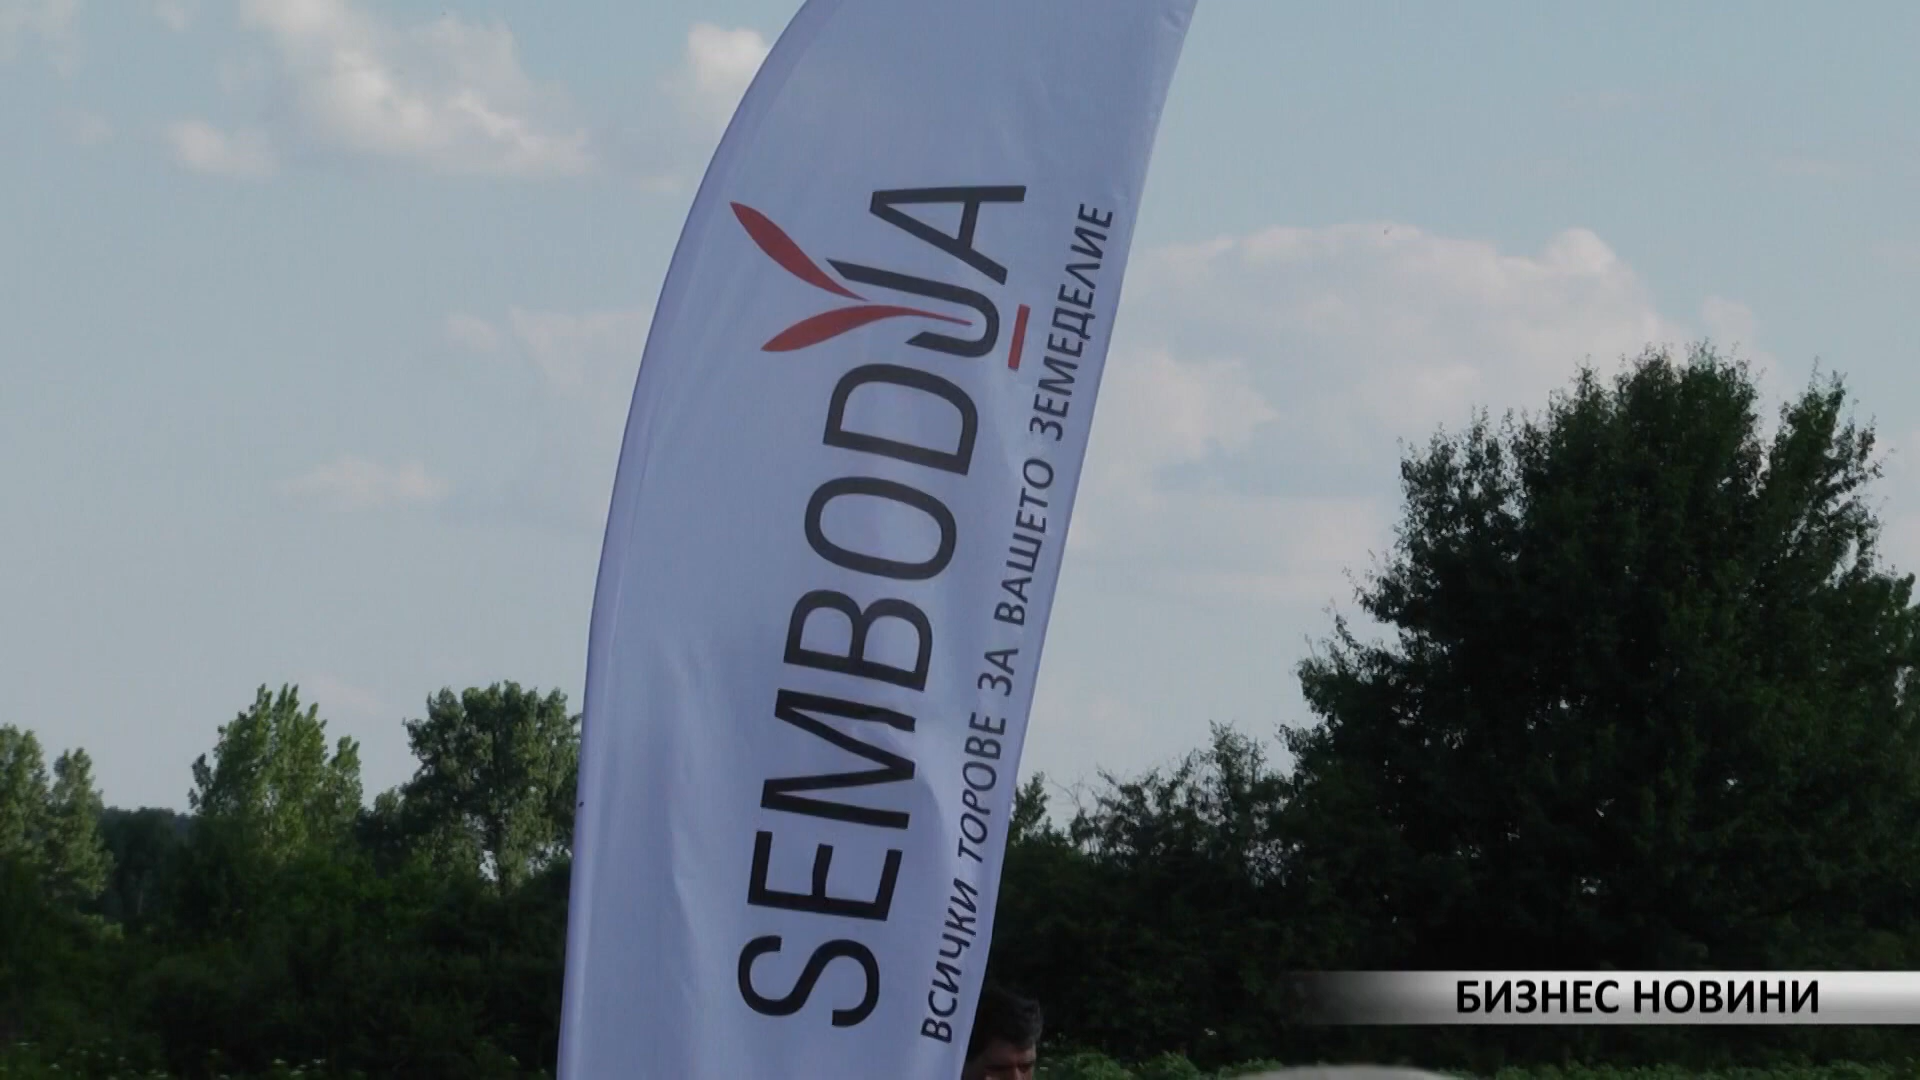 SEMBODJA
ВСИЧКИ ТОРОВЕ ЗА ВАШЕТО ЗЕМЕДЕЛИЕ
БИЗНЕС НОВИНИ